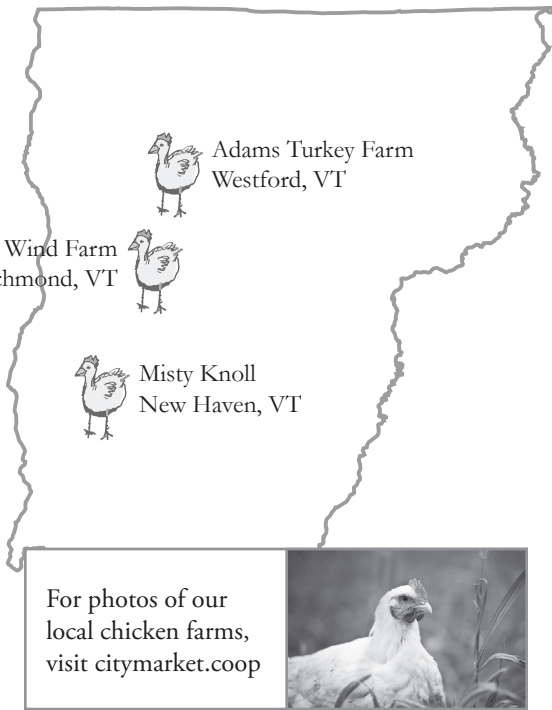 Adams Turkey Farm
Westford, VT
Wind Farm
hmond, VT
Misty Knoll
New Haven, VT
For photos of our
local chicken farms,
visit citymarket.coop